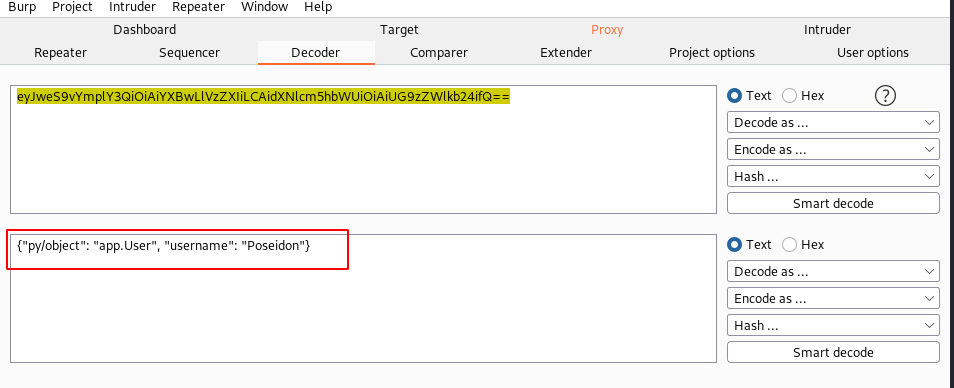 Burp Project Intruder Repeater Window Help
Dashboard Target Proxy Intruder
Repeater Sequencer Decoder Comparer Extender Project options User options
eyJweS9vYmplY3QiOiAiYXBwLlVzZXIiLCAidXNlcm5hbWUiOiAiUG9zZWlkb24ifQ==
Text Hex ?
Decode as ...
Encode as ...
Hash ...
Smart decode
{"py/object": "app.User", "username": "Poseidon"}
Text Hex
Decode as ...
Encode as ...
Hash ...
Smart decode